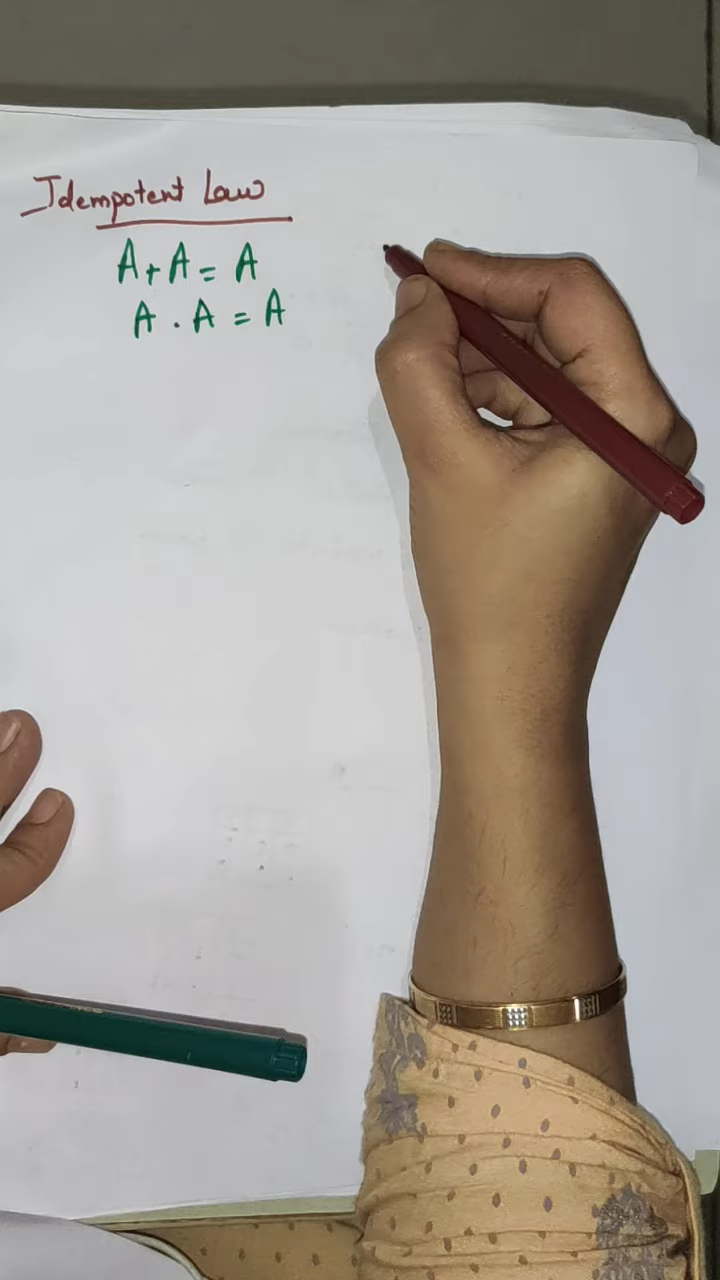 Idempotent Law
A + A = A
A . A = A